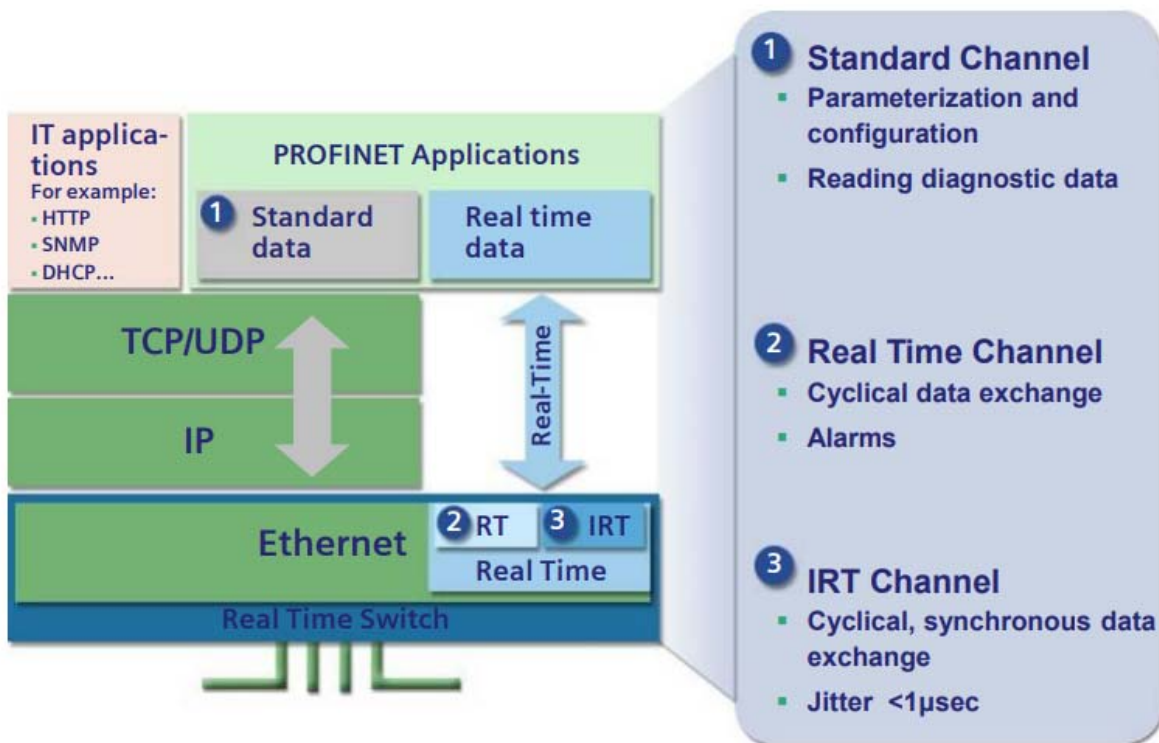 IT applica-
tions
For example:
▪ HTTP
▪ SNMP
▪ DHCP...
PROFINET Applications
1 Standard
data
Real time
data
TCP/UDP
IP
Real-Time
Ethernet
2 RT
3 IRT
Real Time
Real Time Switch
1 Standard Channel
▪ Parameterization and
configuration
▪ Reading diagnostic data
2 Real Time Channel
▪ Cyclical data exchange
▪ Alarms
3 IRT Channel
▪ Cyclical, synchronous data
exchange
▪ Jitter <1µsec